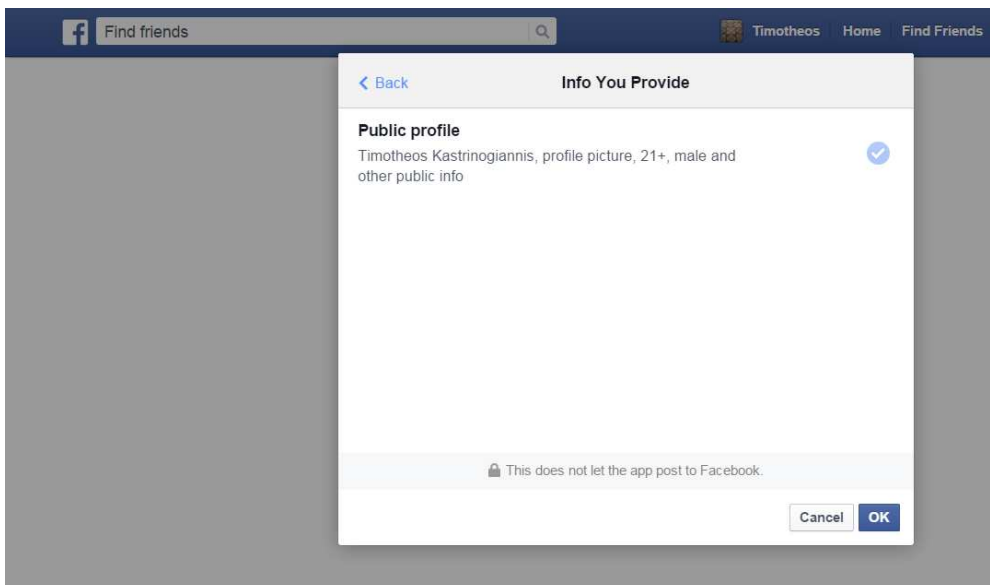 f Find friends Timotheos Home Find Friends
Back Info You Provide
Public profile
Timotheos Kastrinogiannis, profile picture, 21+, male and
other public info
This does not let the app post to Facebook.
Cancel OK